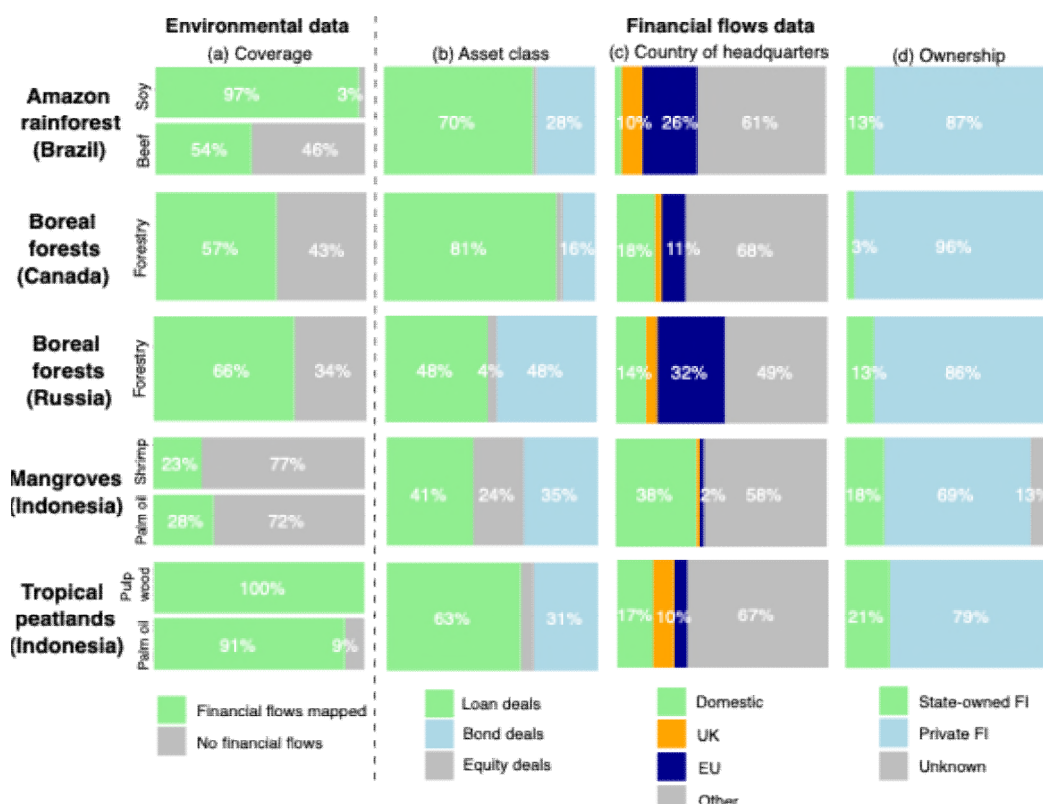 Environmental data
Financial flows data
(a) Coverage
(b) Asset class
(c) Country of headquarters
(d) Ownership
Amazon
rainforest
(Brazil)
Soy
97%
3%
Beef
54%
46%
70%
28%
10%
26%
61%
13%
87%
Boreal
forests
(Canada)
Forestry
57%
43%
81%
16%
18%
11%
68%
3%
96%
Boreal
forests
(Russia)
Forestry
66%
34%
48%
4%
48%
14%
32%
49%
13%
86%
Mangroves
(Indonesia)
Shrimp
23%
77%
Palm oil
28%
72%
41%
24%
35%
38%
2%
58%
18%
69%
13%
Tropical
peatlands
(Indonesia)
Pulp
wood
100%
Palm oil
91%
9%
63%
31%
17%
10%
67%
21%
79%
Financial flows mapped
No financial flows
Loan deals
Bond deals
Equity deals
Domestic
UK
EU
Other
State-owned FI
Private FI
Unknown